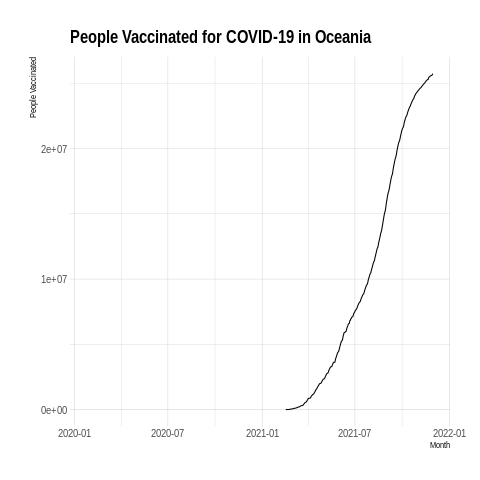 People Vaccinated for COVID-19 in Oceania
People Vaccinated
2e+07
1e+07
0e+00
2020-01 2020-07 2021-01 2021-07 2022-01
Month